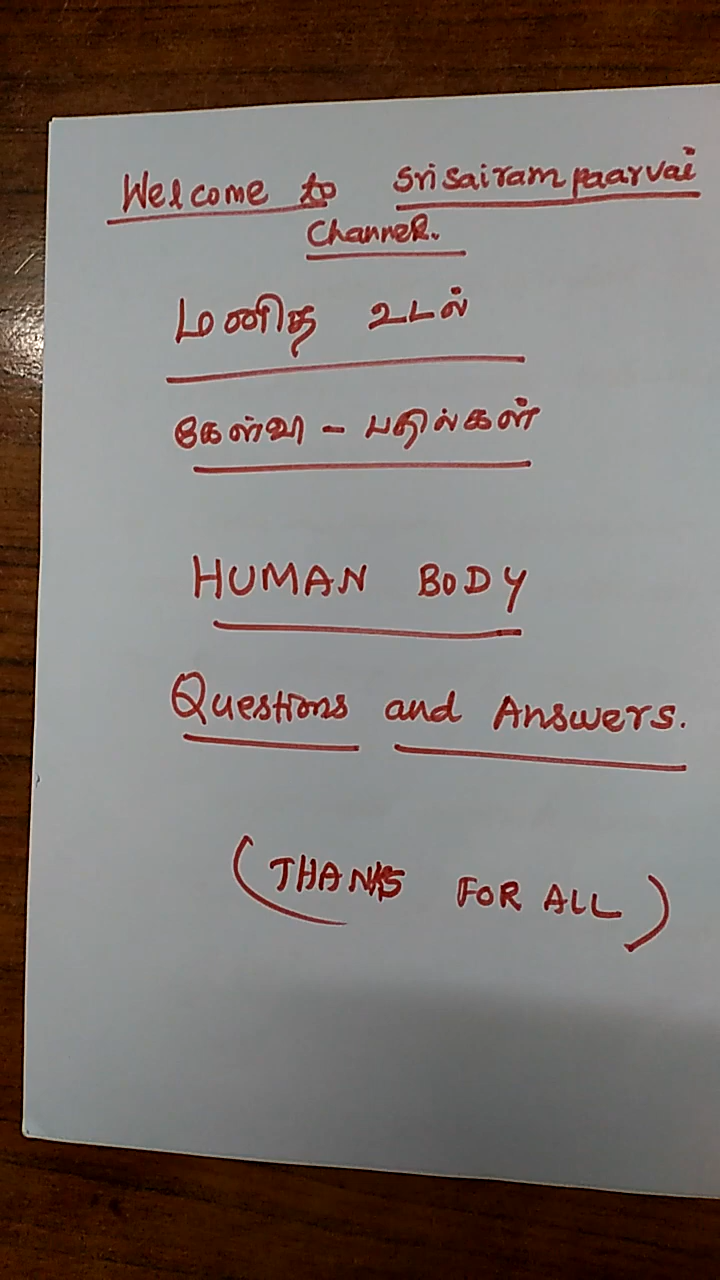 Welcome to Srisairam paarvai
Channel.
மனித உடல்
கேள்வி - பதில்கள்
HUMAN BODY
Questions and Answers.
(THANKS FOR ALL)